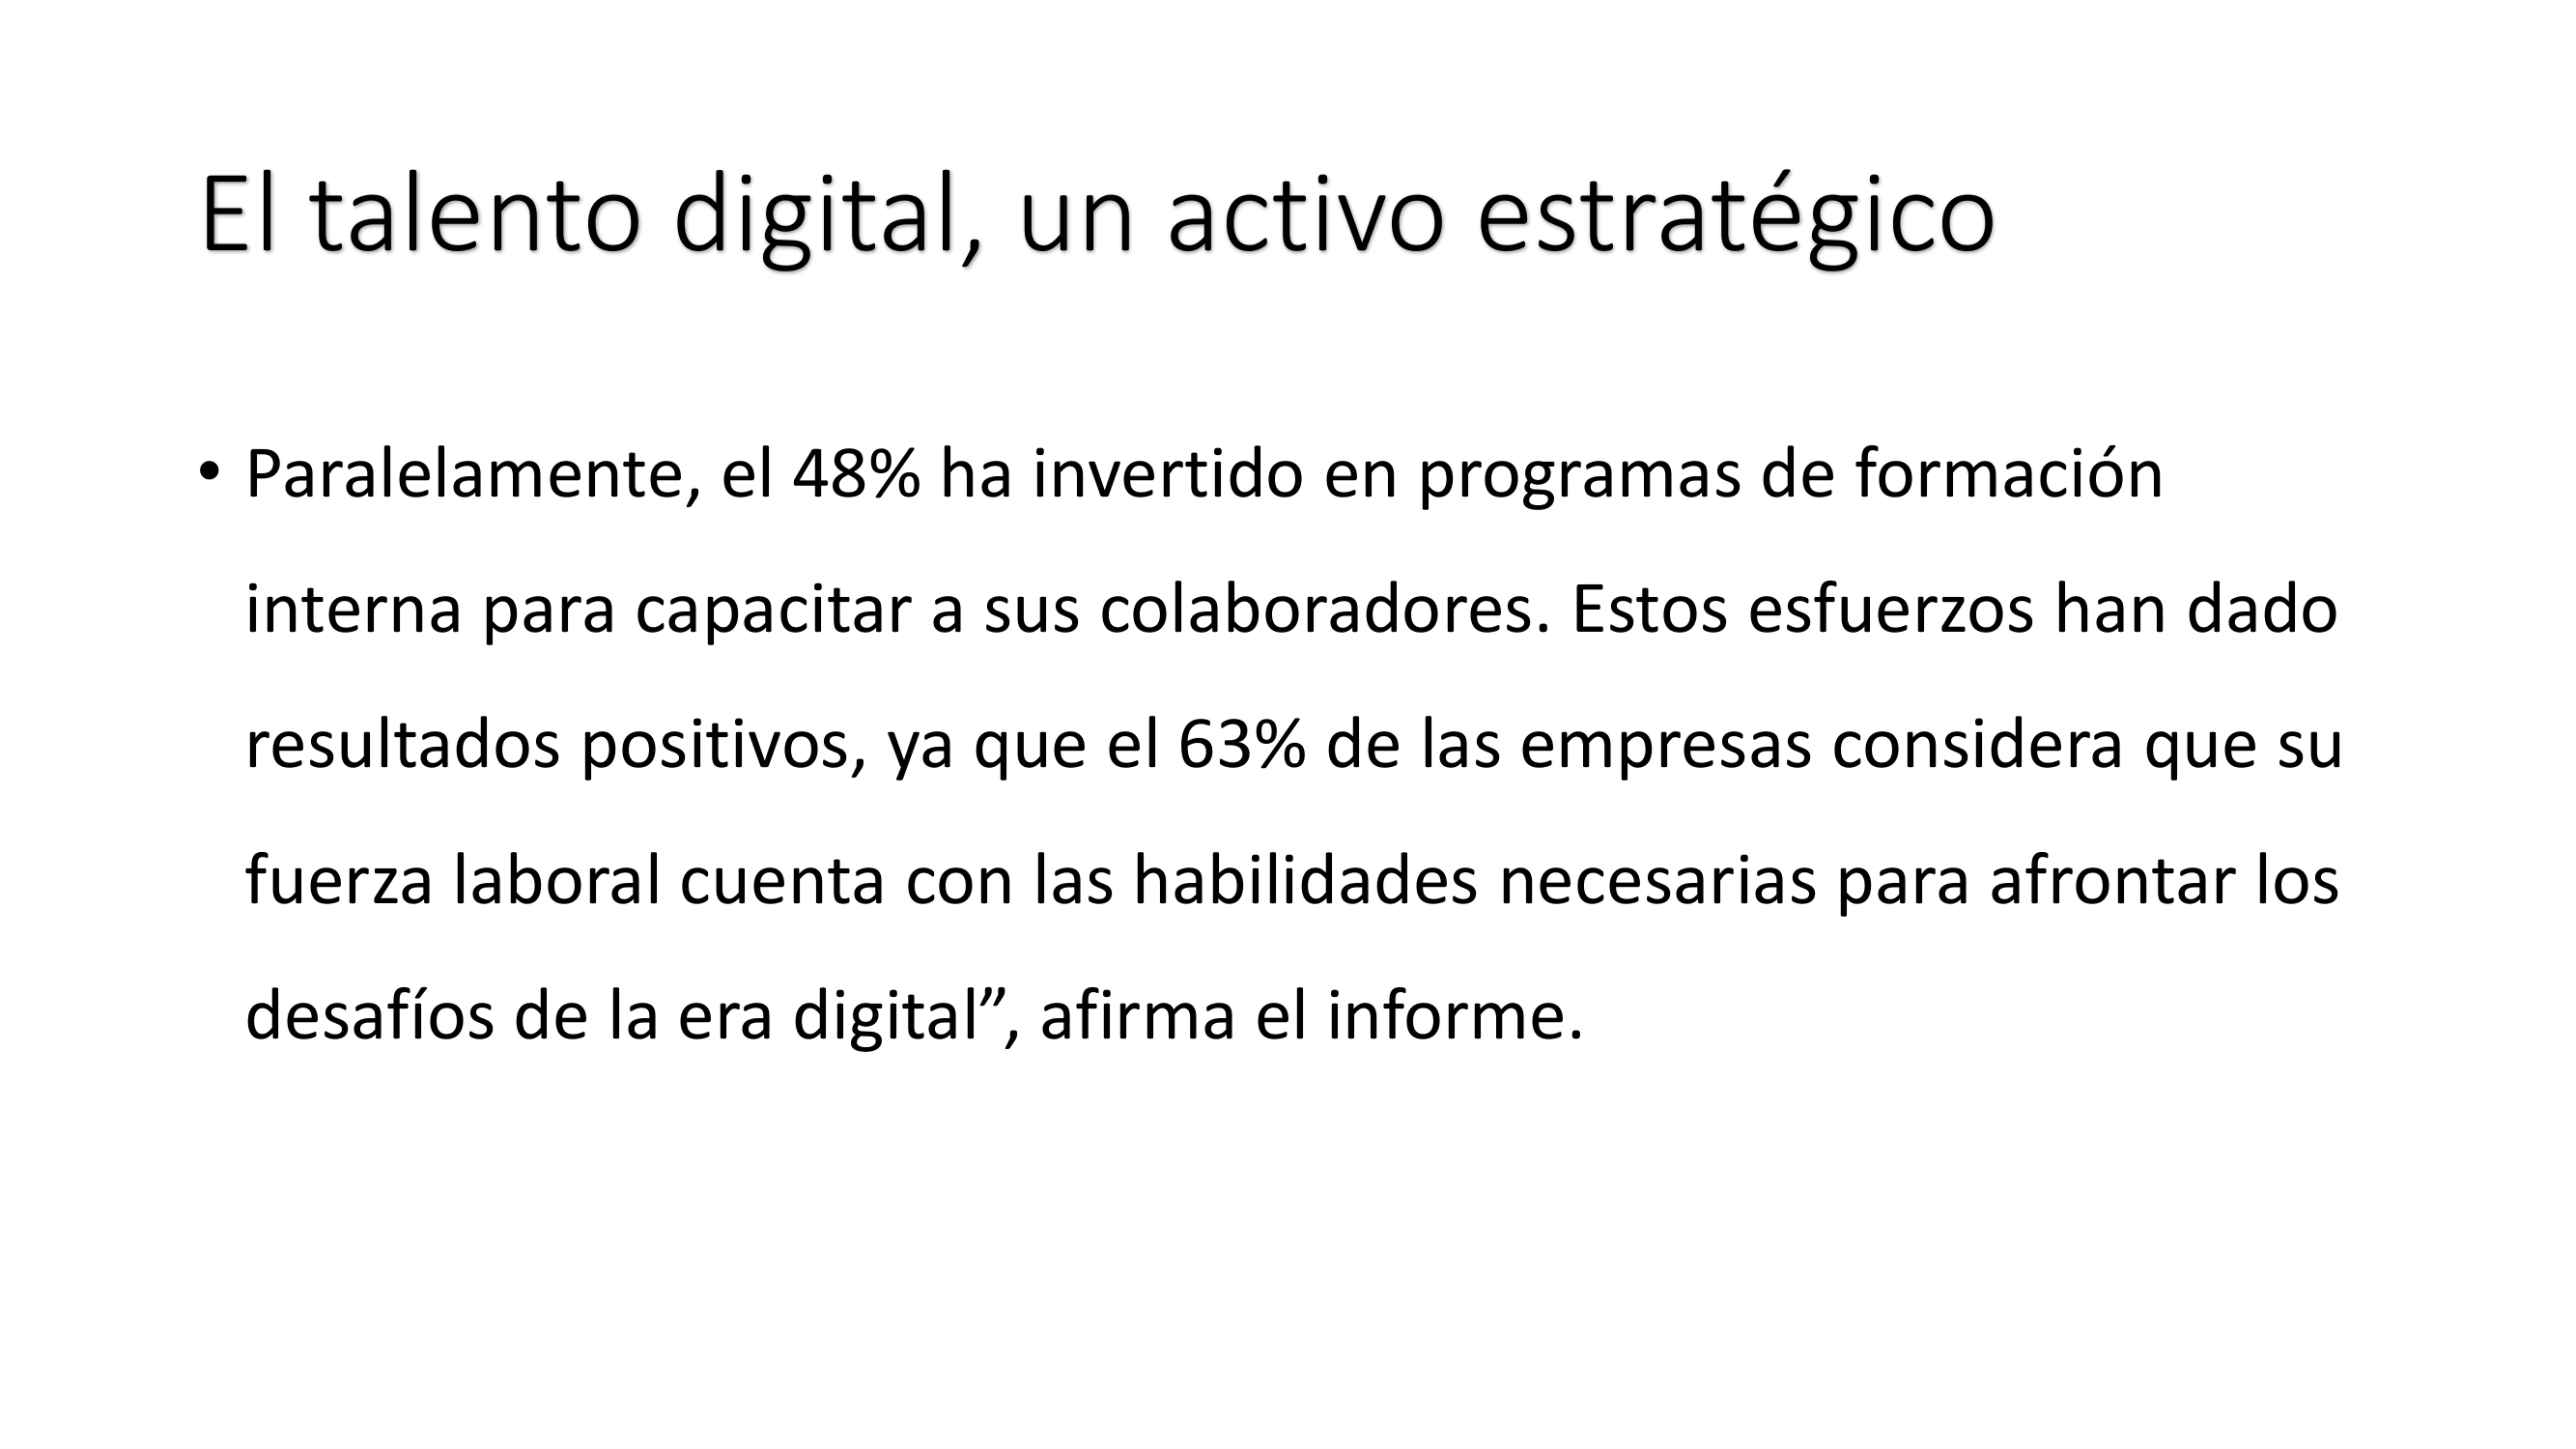 El talento digital, un activo estratégico
• Paralelamente, el 48% ha invertido en programas de formación
interna para capacitar a sus colaboradores. Estos esfuerzos han dado
resultados positivos, ya que el 63% de las empresas considera que su
fuerza laboral cuenta con las habilidades necesarias para afrontar los
desafíos de la era digital”, afirma el informe.